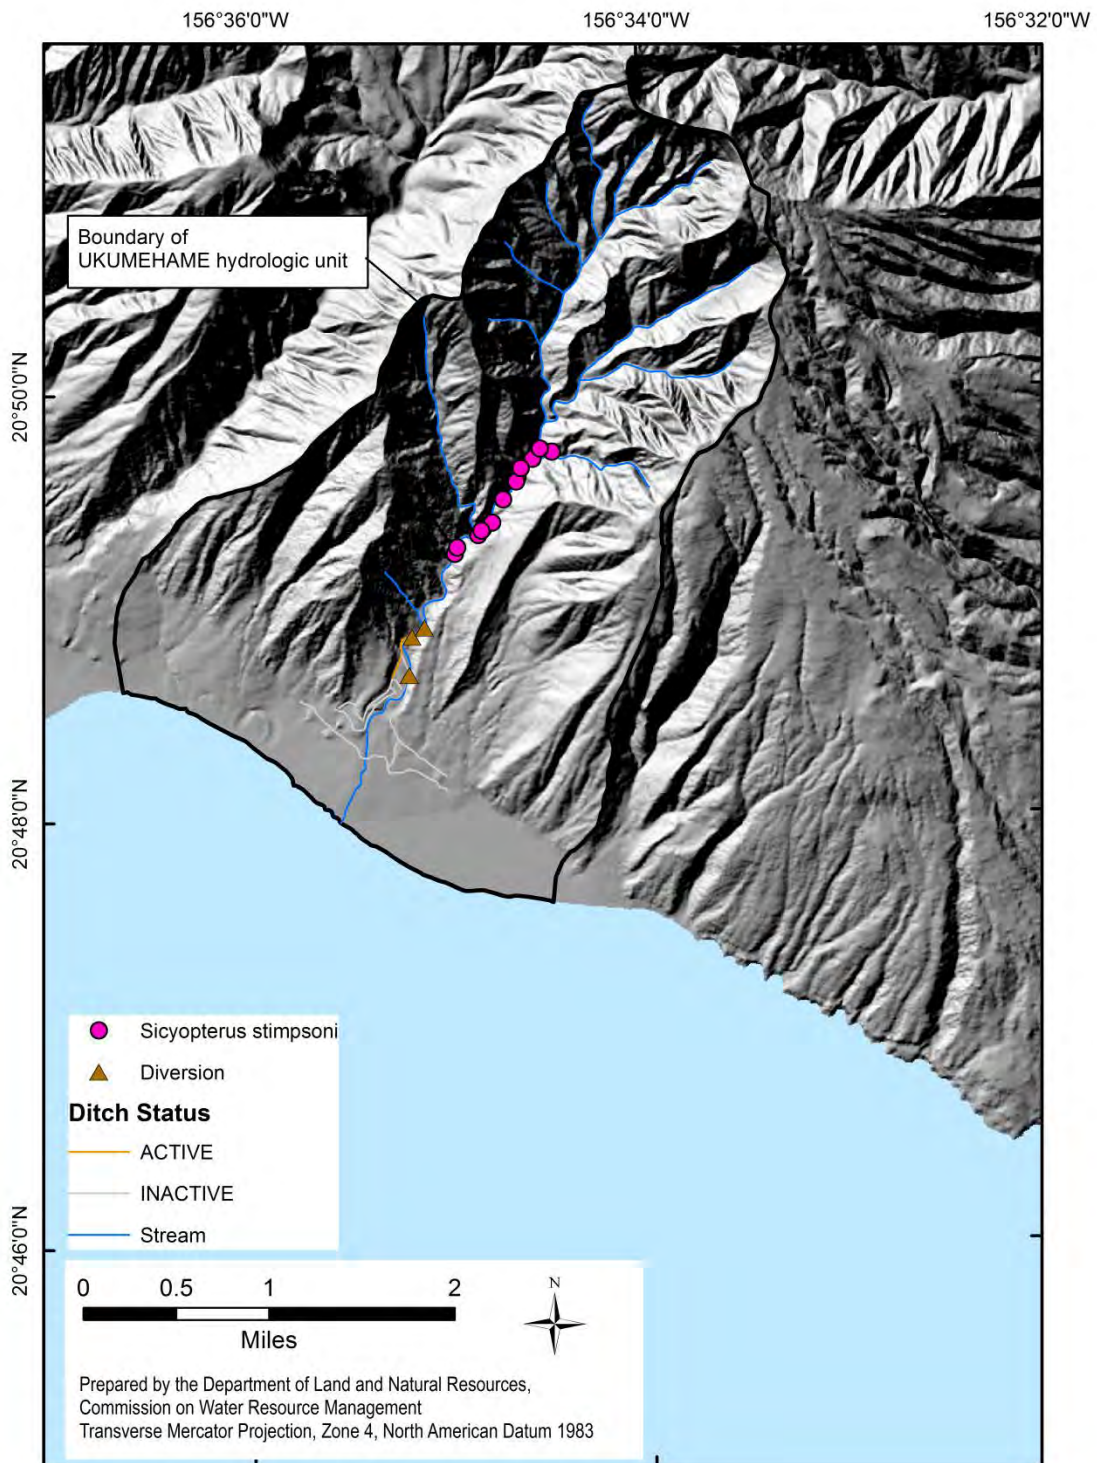 156°36'0"W
156°34'0"W
156°32'0"W
Boundary of
UKUMEHAME hydrologic unit
20°50'0"N
20°48'0"N
20°46'0"N
Sicyopterus stimpsoni
Diversion
Ditch Status
ACTIVE
INACTIVE
Stream
0 0.5 1 2
Miles
N
Prepared by the Department of Land and Natural Resources,
Commission on Water Resource Management
Transverse Mercator Projection, Zone 4, North American Datum 1983